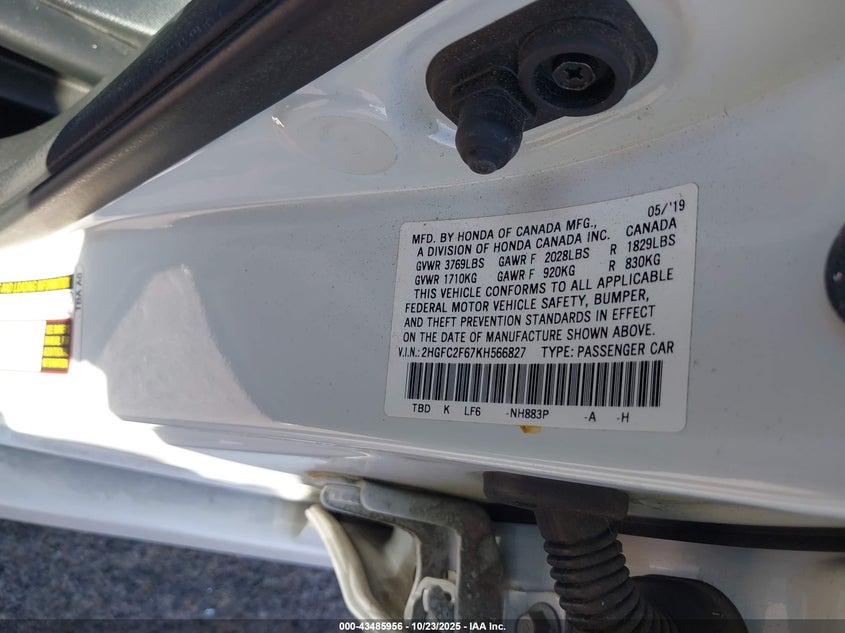 MFD. BY HONDA OF CANADA MFG., 05/'19
A DIVISION OF HONDA CANADA INC. CANADA
GVWR 3769LBS GAWR F 2028LBS R 1829LBS
GVWR 1710KG GAWR F 920KG R 830KG
THIS VEHICLE CONFORMS TO ALL APPLICABLE
FEDERAL MOTOR VEHICLE SAFETY, BUMPER,
AND THEFT PREVENTION STANDARDS IN EFFECT
ON THE DATE OF MANUFACTURE SHOWN ABOVE.
V.I.N.: 2HGFC2F67KH566827 TYPE: PASSENGER CAR
TBD K LF6 -NH883P -A -H
TBA A0
000-43485956 | 10/23/2025 | IAA Inc.